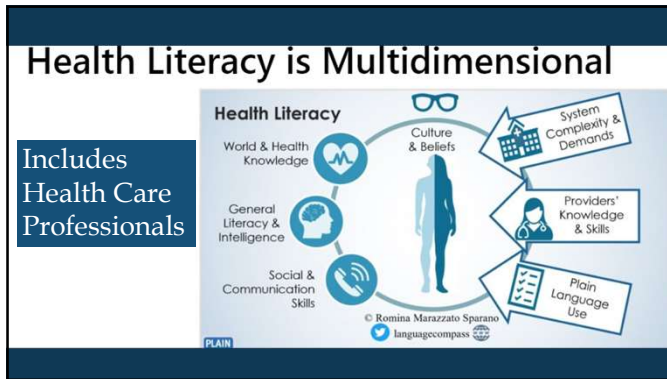 Health Literacy is Multidimensional
Includes
Health Care
Professionals
Health Literacy
World & Health
Knowledge
General
Literacy &
Intelligence
Social &
Communication
Skills
Culture
& Beliefs
System
Complexity &
Demands
Providers'
Knowledge
& Skills
Plain
Language
Use
© Romina Marazzato Sparano
languagecompass
PLAIN